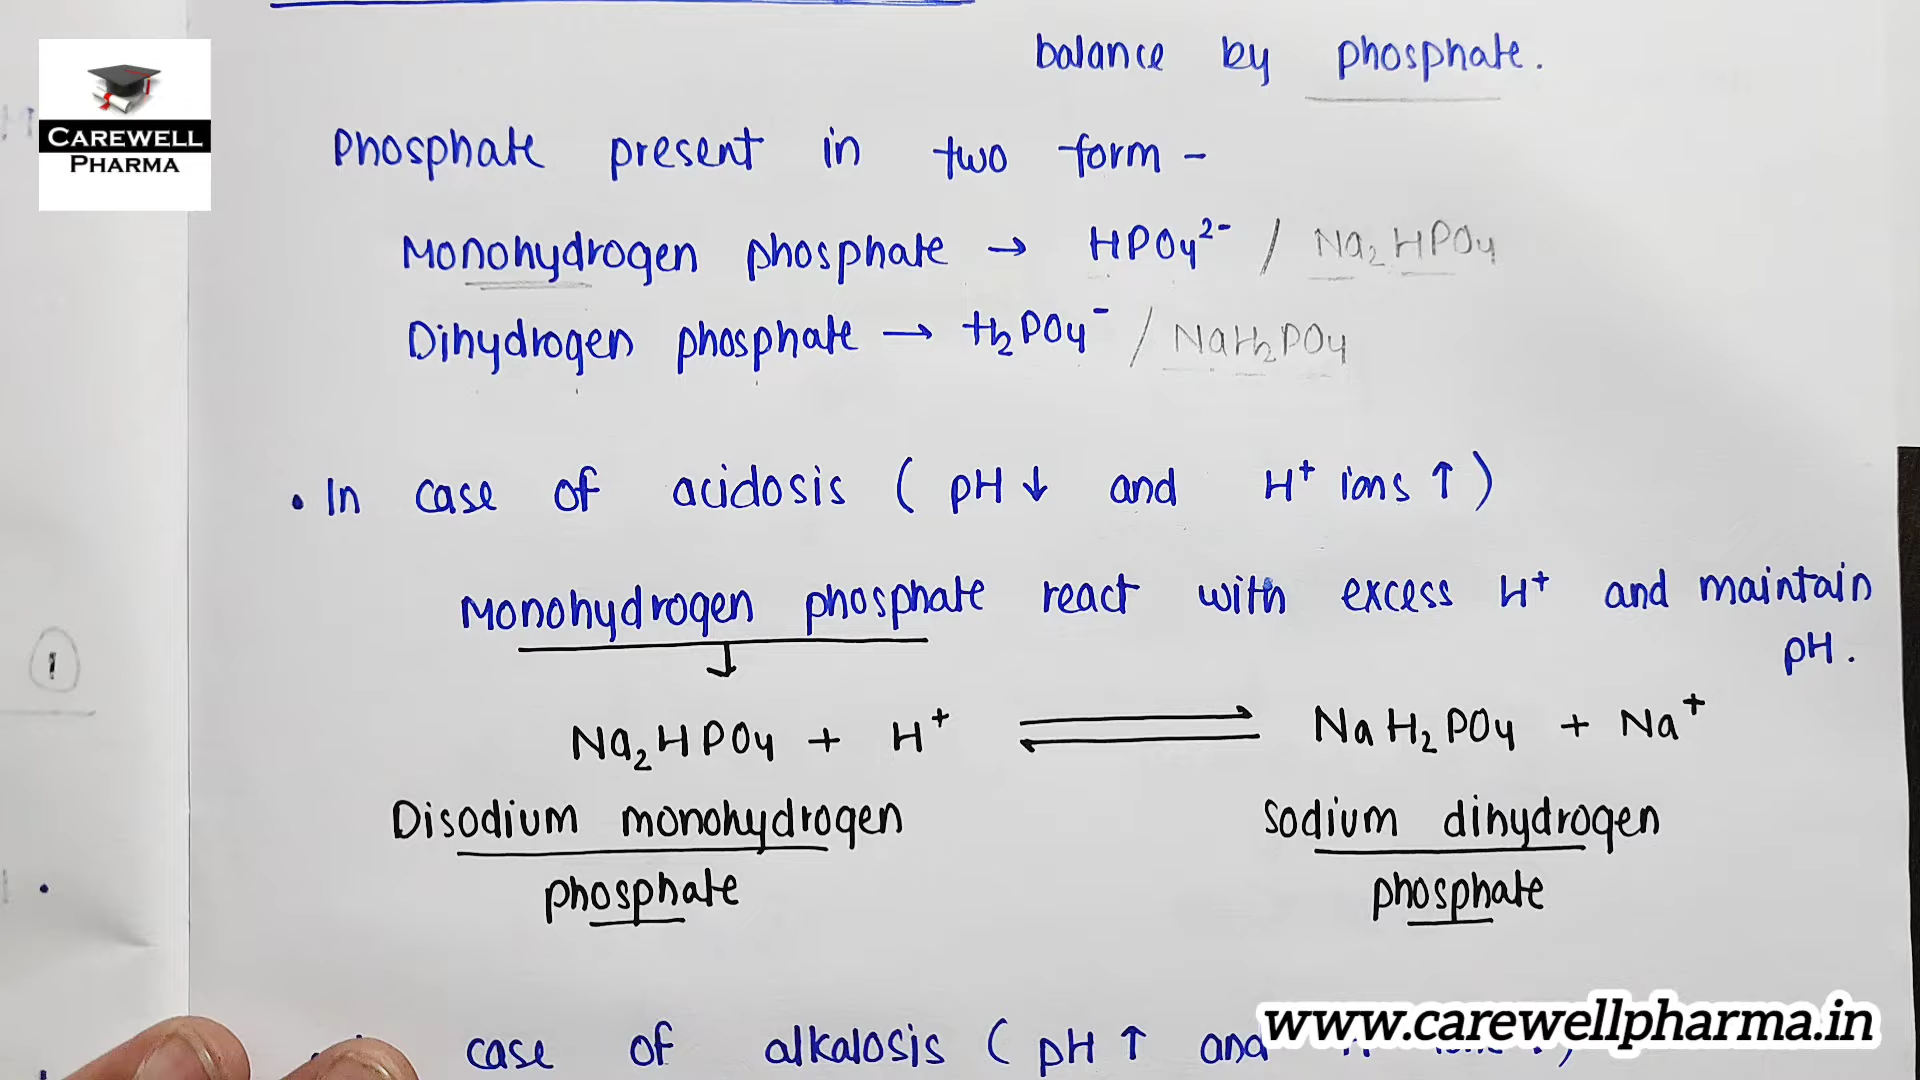 CAREWELL
PHARMA
balance by phosphate.
Phosphate present in two form -
Monohydrogen phosphate → HPO₄²⁻ / Na₂HPO₄
Dihydrogen phosphate → H₂PO₄⁻ / NaH₂PO₄
• In case of acidosis ( pH ↓ and H⁺ ions ↑ )
Monohydrogen phosphate react with excess H⁺ and maintain
pH.
1
Na₂HPO₄ + H⁺ ⇌ NaH₂PO₄ + Na⁺
Disodium monohydrogen
phosphate
Sodium dihydrogen
phosphate
case of alkalosis ( pH ↑ and
www.carewellpharma.in